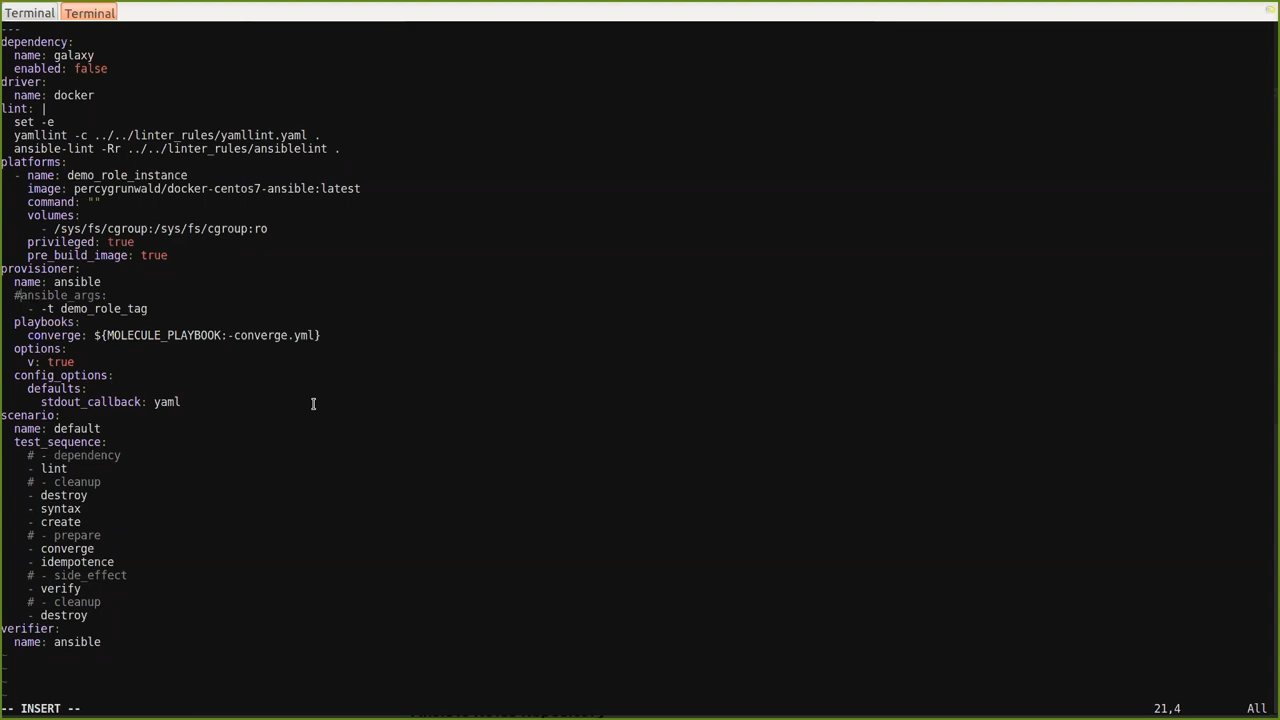 Terminal Terminal
---
dependency:
  name: galaxy
  enabled: false
driver:
  name: docker
lint: |
  set -e
  yamllint -c ../../linter_rules/yamllint.yaml .
  ansible-lint -Rr ../../linter_rules/ansiblelint .
platforms:
  - name: demo_role_instance
    image: percygrunwald/docker-centos7-ansible:latest
    command: ""
    volumes:
      - /sys/fs/cgroup:/sys/fs/cgroup:ro
    privileged: true
    pre_build_image: true
provisioner:
  name: ansible
  #ansible_args:
    - -t demo_role_tag
  playbooks:
    converge: ${MOLECULE_PLAYBOOK:-converge.yml}
  options:
    v: true
  config_options:
    defaults:
      stdout_callback: yaml
scenario:
  name: default
  test_sequence:
    # - dependency
    - lint
    # - cleanup
    - destroy
    - syntax
    - create
    # - prepare
    - converge
    - idempotence
    # - side_effect
    - verify
    # - cleanup
    - destroy
verifier:
  name: ansible
~
~
~
~
-- INSERT -- 21,4 All